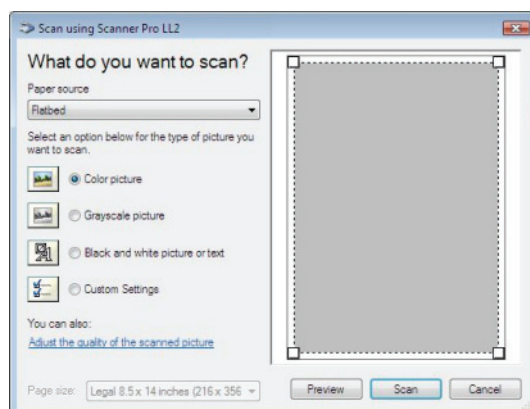 Scan using Scanner Pro LL2
What do you want to scan?
Paper source
Flatbed
Select an option below for the type of picture you
want to scan.
Color picture
Grayscale picture
Black and white picture or text
Custom Settings
You can also:
Adjust the quality of the scanned picture
Page size: Legal 8.5 x 14 inches (216 x 356
Preview Scan Cancel